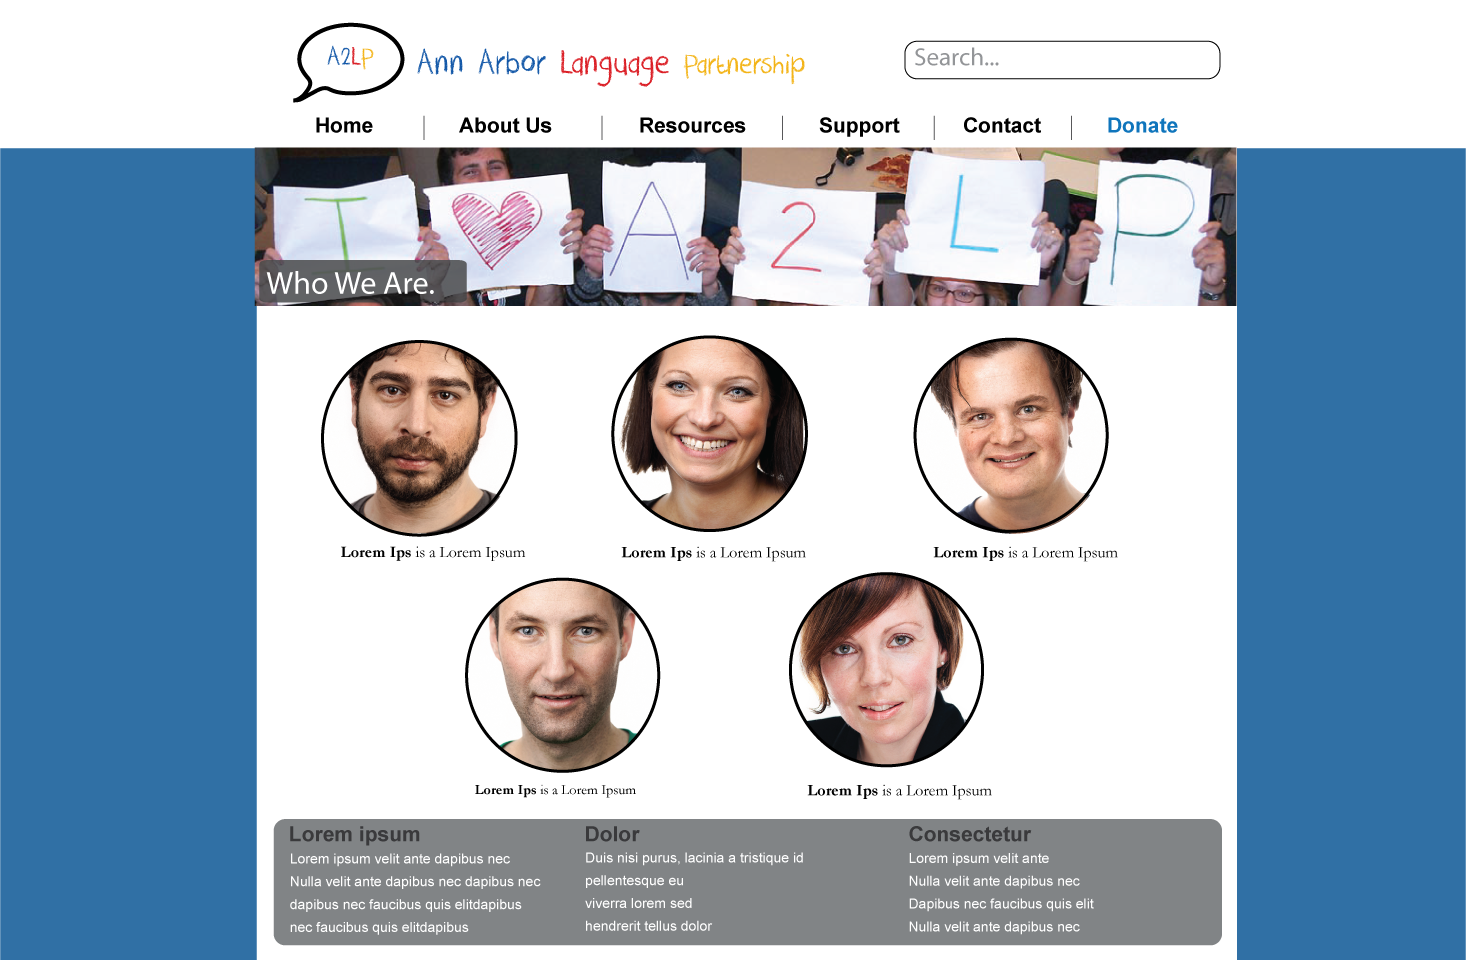 A2LP
Ann Arbor Language Partnership
Search...
Home
About Us
Resources
Support
Contact
Donate
I ♥ A 2 L P
Who We Are.
Lorem Ips is a Lorem Ipsum
Lorem Ips is a Lorem Ipsum
Lorem Ips is a Lorem Ipsum
Lorem Ips is a Lorem Ipsum
Lorem Ips is a Lorem Ipsum
Lorem ipsum
Lorem ipsum velit ante dapibus nec
Nulla velit ante dapibus nec dapibus nec
dapibus nec faucibus quis elitdapibus
nec faucibus quis elitdapibus
Dolor
Duis nisi purus, lacinia a tristique id
pellentesque eu
viverra lorem sed
hendrerit tellus dolor
Consectetur
Lorem ipsum velit ante
Nulla velit ante dapibus nec
Dapibus nec faucibus quis elit
Nulla velit ante dapibus nec